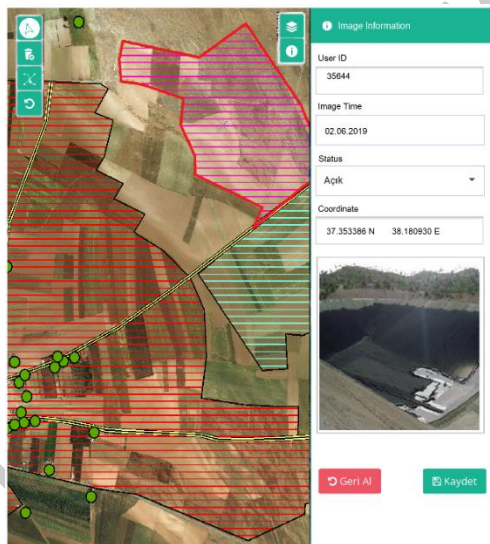 Image Information
User ID
35644
Image Time
02.06.2019
Status
Açık
Coordinate
37.353386 N 38.180930 E
Geri Al
Kaydet